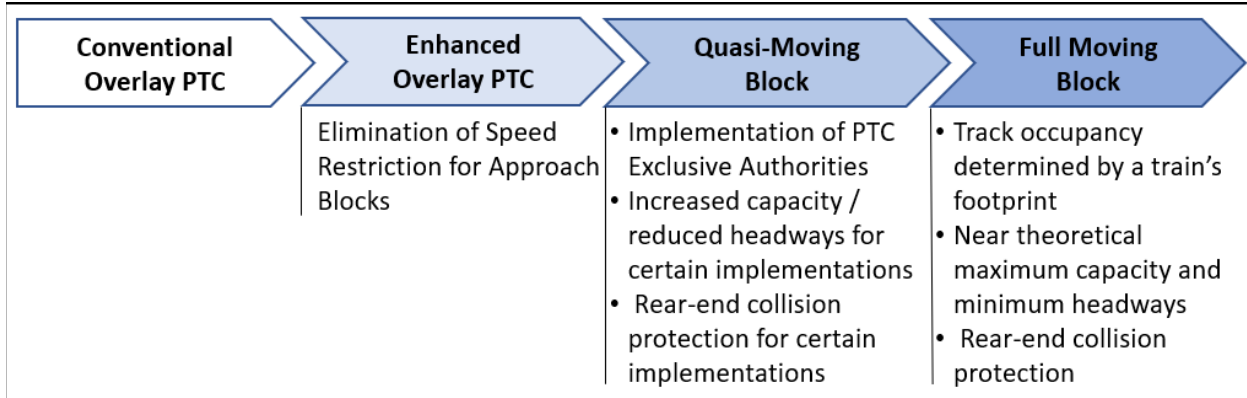 Conventional
Overlay PTC
Enhanced
Overlay PTC
Elimination of Speed
Restriction for Approach
Blocks
Quasi-Moving
Block
• Implementation of PTC
Exclusive Authorities
• Increased capacity /
reduced headways for
certain implementations
• Rear-end collision
protection for certain
implementations
Full Moving
Block
• Track occupancy
determined by a train's
footprint
• Near theoretical
maximum capacity and
minimum headways
• Rear-end collision
protection